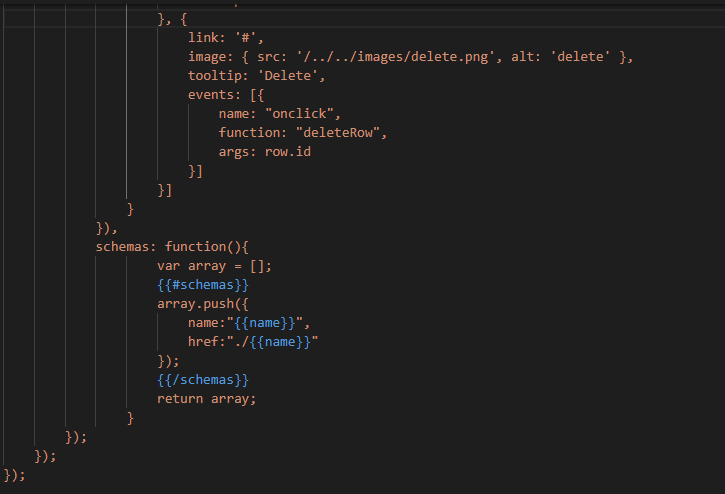 }, {
link: '#',
image: { src: '/../../images/delete.png', alt: 'delete' },
tooltip: 'Delete',
events: [{
name: "onclick",
function: "deleteRow",
args: row.id
}]
}]
}
}),
schemas: function(){
var array = [];
{{#schemas}}
array.push({
name:"{{name}}",
href:"./{{name}}"
});
{{/schemas}}
return array;
}
});
});
});